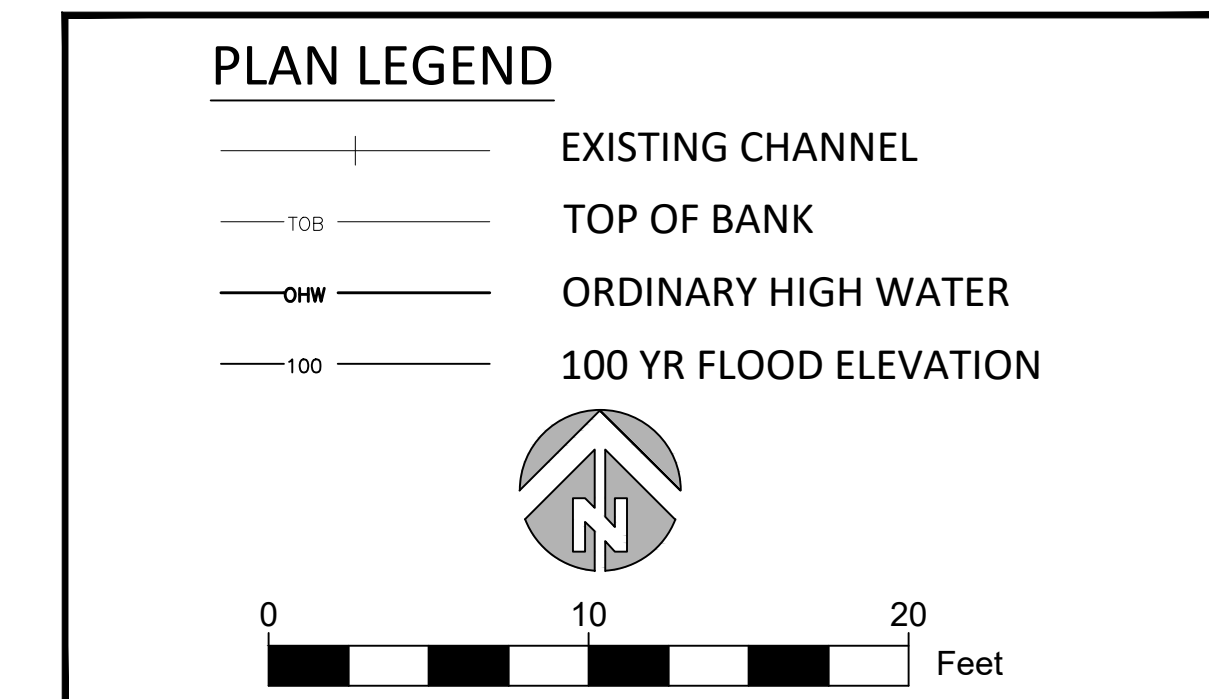 PLAN LEGEND
EXISTING CHANNEL
TOB TOP OF BANK
OHW ORDINARY HIGH WATER
100 100 YR FLOOD ELEVATION
N
0 10 20
Feet